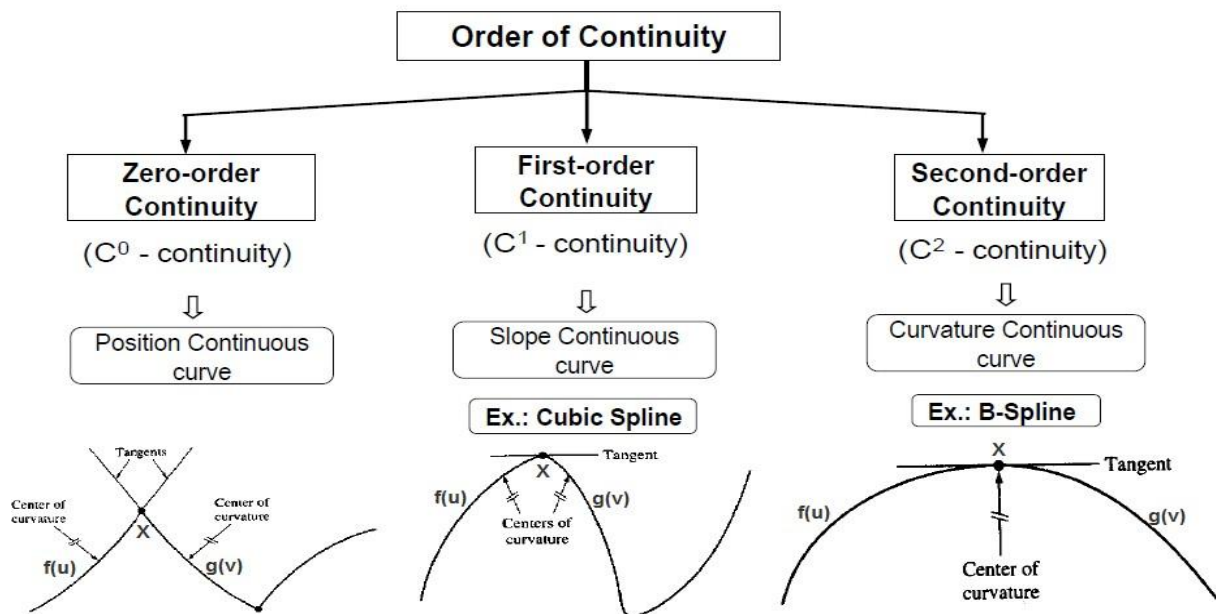 Order of Continuity
Zero-order
Continuity
(C⁰ - continuity)
Position Continuous
curve
First-order
Continuity
(C¹ - continuity)
Slope Continuous
curve
Ex.: Cubic Spline
Second-order
Continuity
(C² - continuity)
Curvature Continuous
curve
Ex.: B-Spline
Tangents
Center of
curvature
Center of
curvature
X
f(u)
g(v)
X
Tangent
f(u)
g(v)
Centers of
curvature
X
Tangent
f(u)
g(v)
Center of
curvature